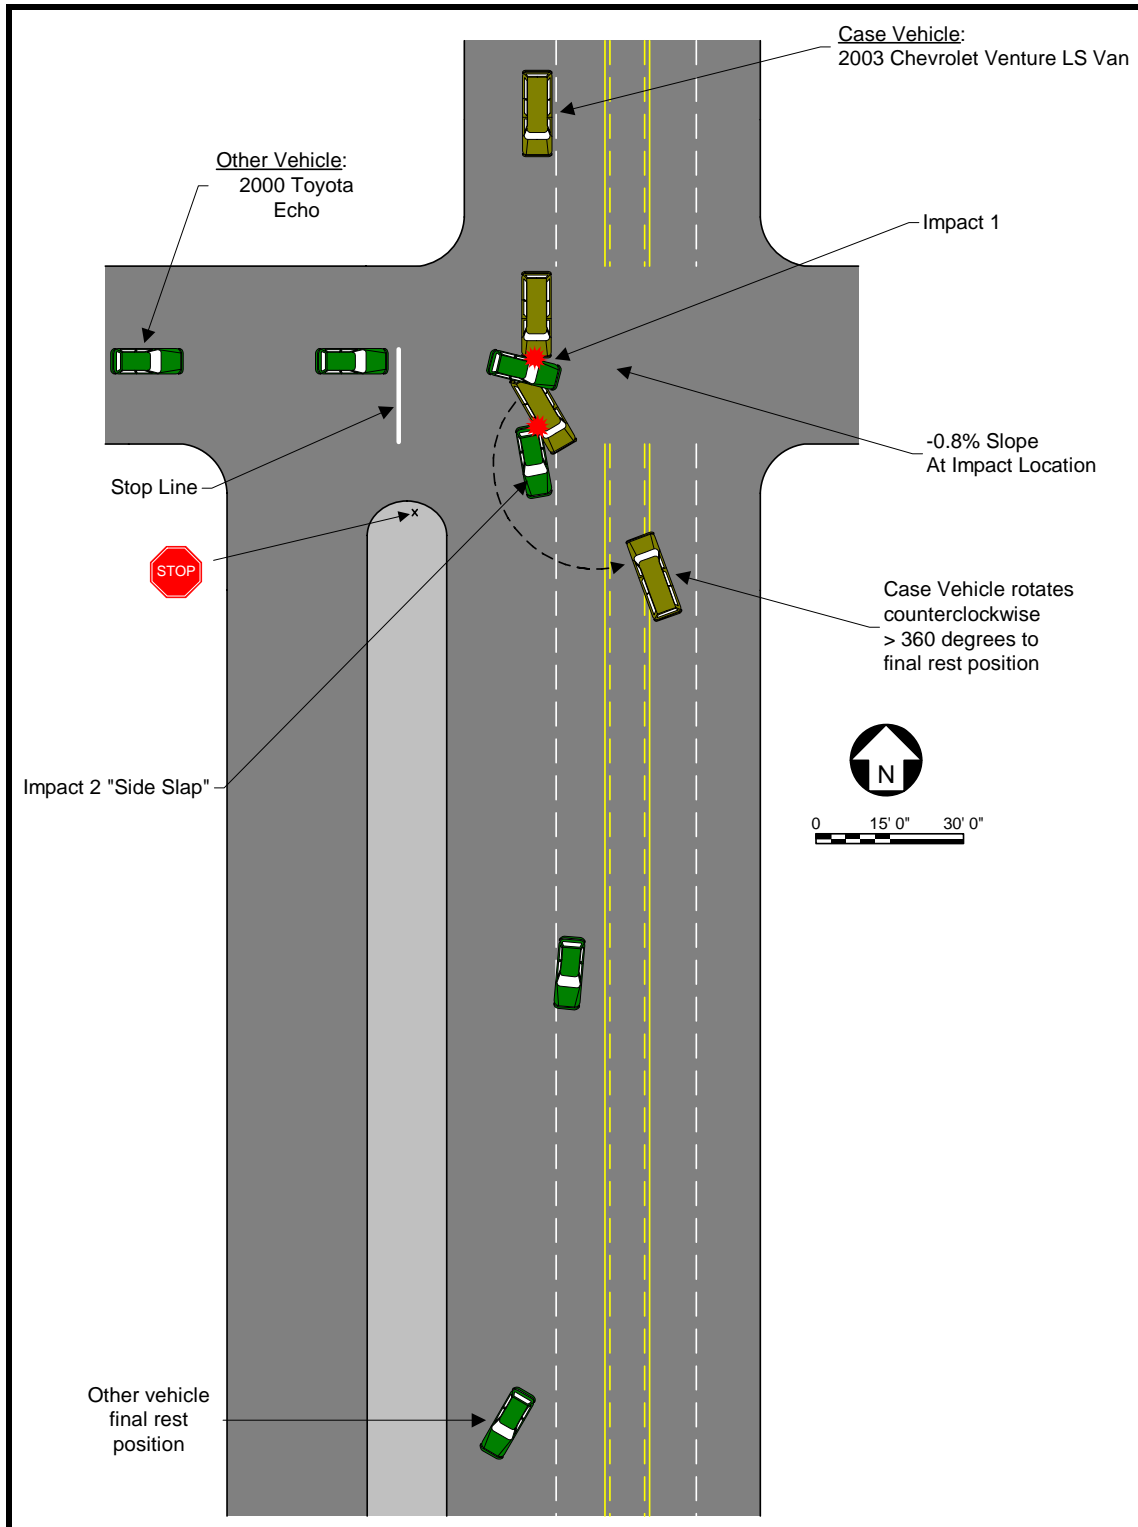 Case Vehicle:
2003 Chevrolet Venture LS Van
Other Vehicle:
2000 Toyota
Echo
Impact 1
-0.8% Slope
At Impact Location
Stop Line
STOP
Case Vehicle rotates
counterclockwise
> 360 degrees to
final rest position
Impact 2 "Side Slap"
N
0 15' 0" 30' 0"
Other vehicle
final rest
position